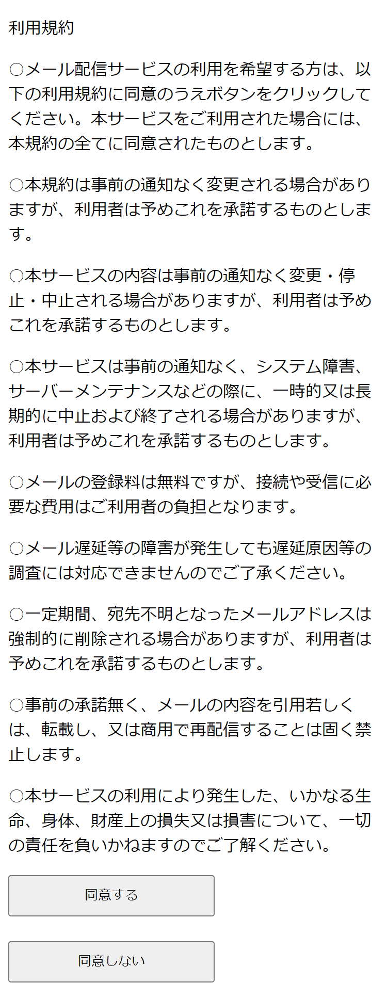 利用規約
○メール配信サービスの利用を希望する方は、以
下の利用規約に同意のうえボタンをクリックして
ください。本サービスをご利用された場合には、
本規約の全てに同意されたものとします。
○本規約は事前の通知なく変更される場合があり
ますが、利用者は予めこれを承諾するものとしま
す。
○本サービスの内容は事前の通知なく変更・停
止・中止される場合がありますが、利用者は予め
これを承諾するものとします。
○本サービスは事前の通知なく、システム障害、
サーバーメンテナンスなどの際に、一時的又は長
期的に中止および終了される場合がありますが、
利用者は予めこれを承諾するものとします。
○メールの登録料は無料ですが、接続や受信に必
要な費用はご利用者の負担となります。
○メール遅延等の障害が発生しても遅延原因等の
調査には対応できませんのでご了承ください。
○一定期間、宛先不明となったメールアドレスは
強制的に削除される場合がありますが、利用者は
予めこれを承諾するものとします。
○事前の承諾無く、メールの内容を引用若しく
は、転載し、又は商用で再配信することは固く禁
止します。
○本サービスの利用により発生した、いかなる生
命、身体、財産上の損失又は損害について、一切
の責任を負いかねますのでご了解ください。
同意する
同意しない